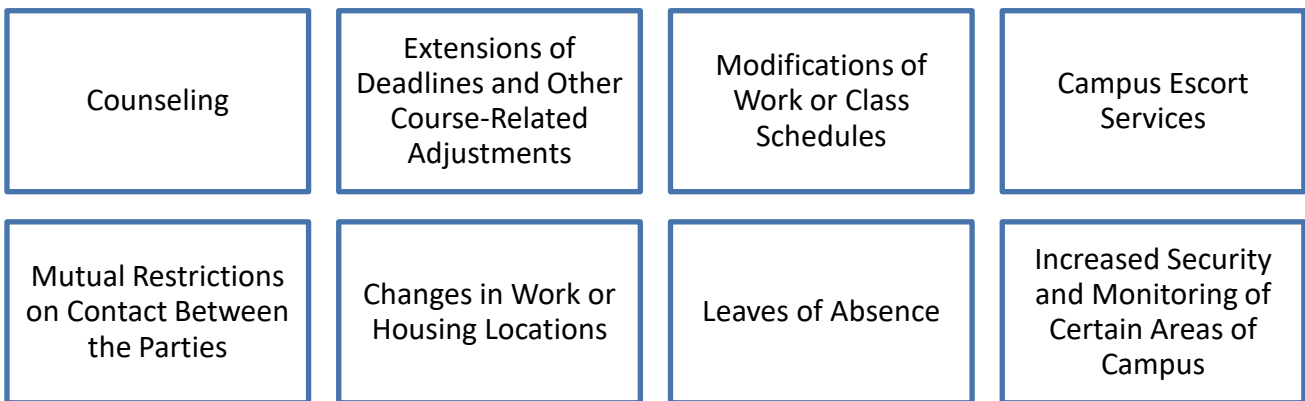 Counseling
Extensions of
Deadlines and Other
Course-Related
Adjustments
Modifications of
Work or Class
Schedules
Campus Escort
Services
Mutual Restrictions
on Contact Between
the Parties
Changes in Work or
Housing Locations
Leaves of Absence
Increased Security
and Monitoring of
Certain Areas of
Campus